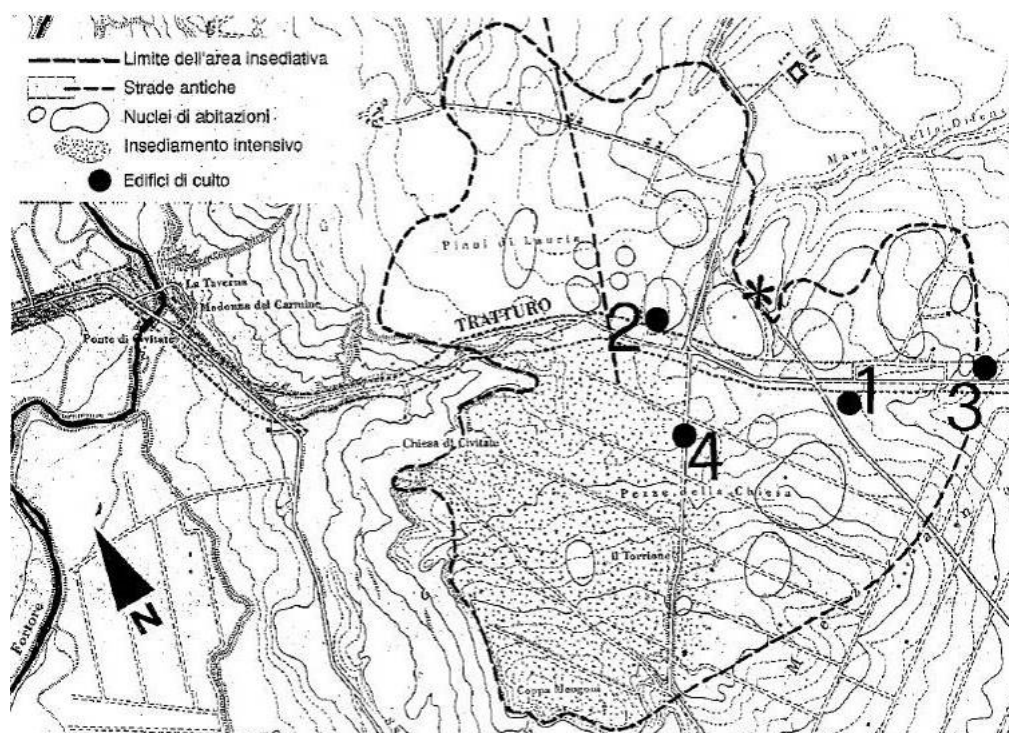 Limite dell'area insediativa
Strade antiche
Nuclei di abitazioni
Insediamento intensivo
Edifici di culto
Pinoi di Lauria
La Taverna
Madonna del Carmine
TRATTURO
Ponte di Civitate
2
1
3
Chiesa di Civitate
4
Pezze della Chiesa
Il Torrione
N
Fortore
Coppa Mengoni